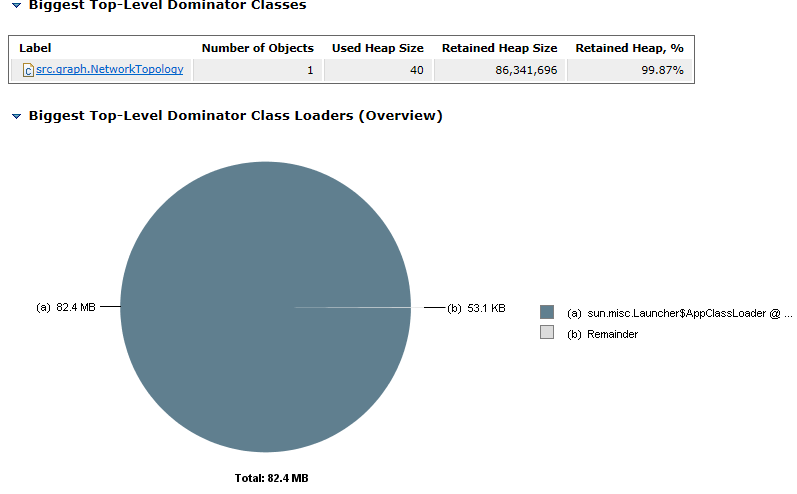 Biggest Top-Level Dominator Classes
Label Number of Objects Used Heap Size Retained Heap Size Retained Heap, %
src.graph.NetworkTopology 1 40 86,341,696 99.87%
Biggest Top-Level Dominator Class Loaders (Overview)
(a) 82.4 MB
(b) 53.1 KB
(a) sun.misc.Launcher$AppClassLoader @ ...
(b) Remainder
Total: 82.4 MB